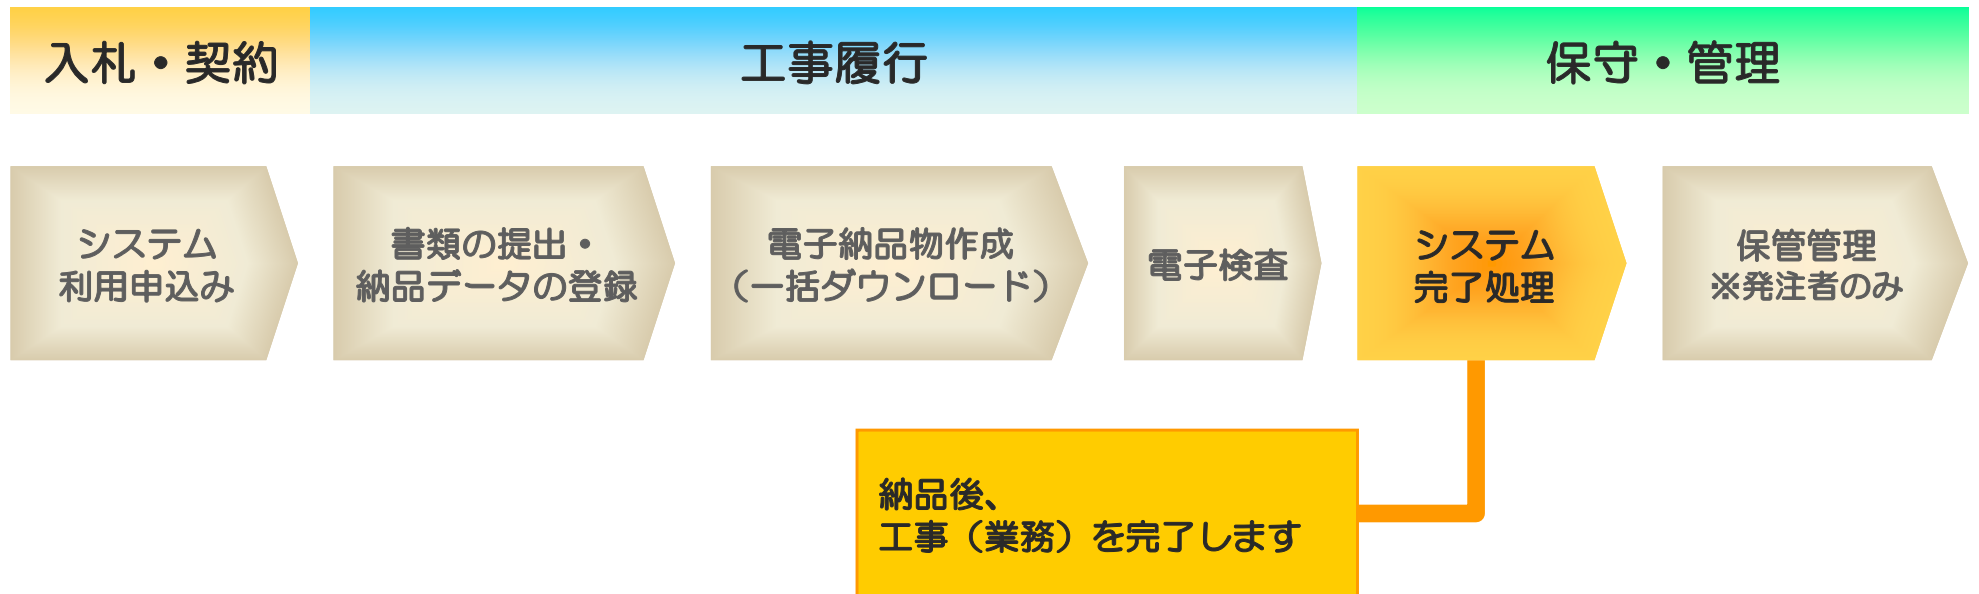 入札・契約
工事履行
保守・管理
システム
利用申込み
書類の提出・
納品データの登録
電子納品物作成
（一括ダウンロード）
電子検査
システム
完了処理
保管管理
※発注者のみ
納品後、
工事（業務）を完了します